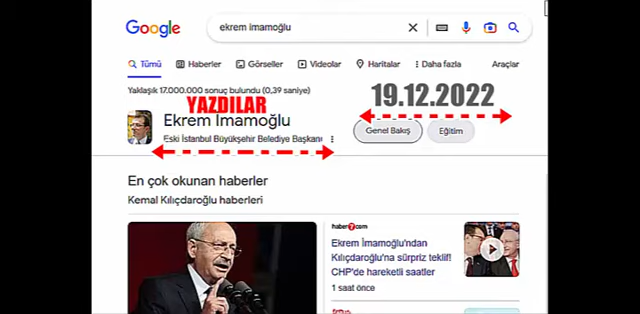 Google
ekrem imamoğlu
Tümü Haberler Görseller Videolar Haritalar Daha fazla Araçlar
Yaklaşık 17.000.000 sonuç bulundu (0,39 saniye)
YAZDILAR
19.12.2022
Ekrem İmamoğlu
Eski İstanbul Büyükşehir Belediye Başkanı
Genel Bakış
Eğitim
En çok okunan haberler
Kemal Kılıçdaroğlu haberleri
haber7com
Ekrem İmamoğlu'ndan
Kılıçdaroğlu'na sürpriz teklif!
CHP'de hareketli saatler
1 saat önce